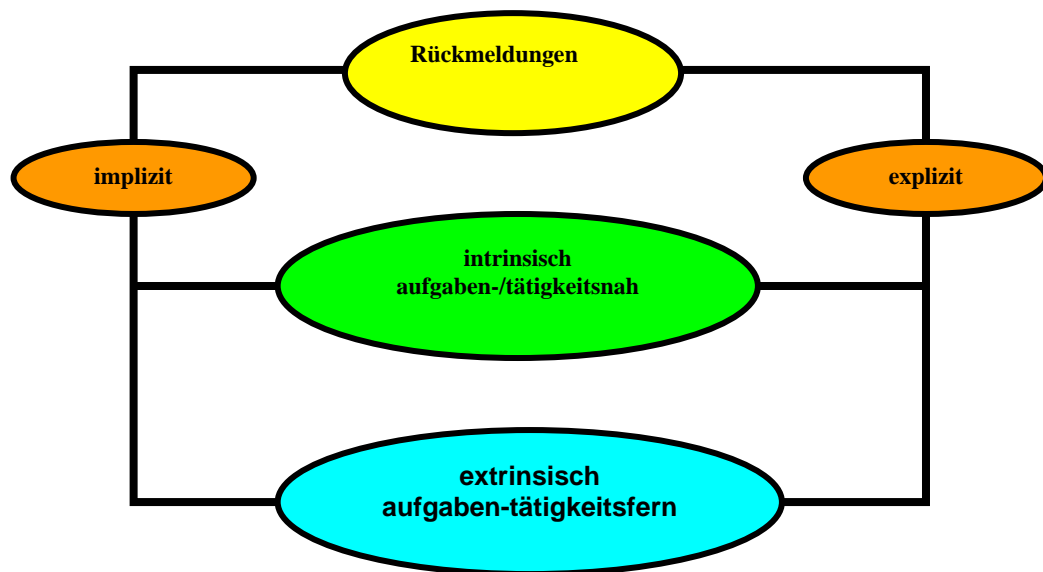 Rückmeldungen
implizit
explizit
intrinsisch
aufgaben-/tätigkeitsnah
extrinsisch
aufgaben-tätigkeitsfern